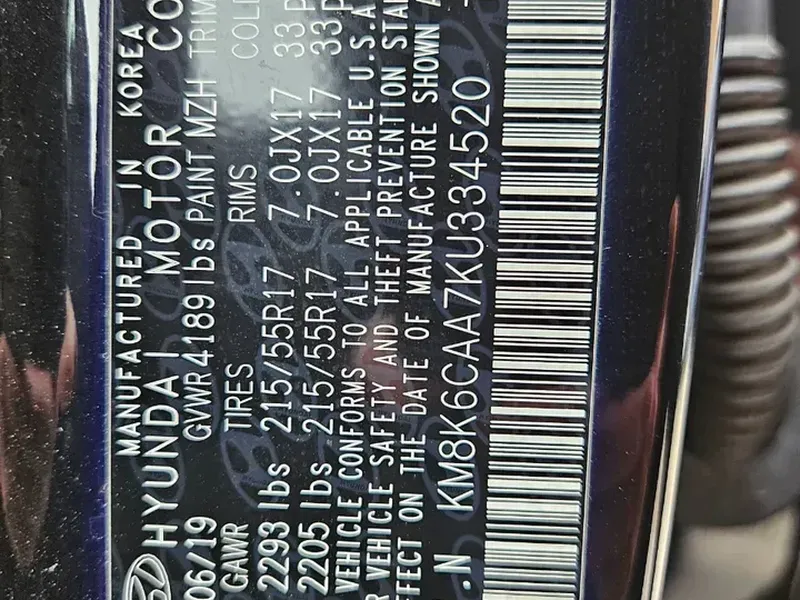 MANUFACTURED IN KOREA
HYUNDAI MOTOR CO
06/19 GVWR 4189 lbs PAINT MZH TRIM
GAWR TIRES RIMS COLD
2293 lbs 215/55R17 7.0JX17 33
2205 lbs 215/55R17 7.0JX17 33
VEHICLE CONFORMS TO ALL APPLICABLE U.S.A
R VEHICLE SAFETY AND THEFT PREVENTION STAN
EFFECT ON THE DATE OF MANUFACTURE SHOWN A
.N KM8K6CAA7KU334520